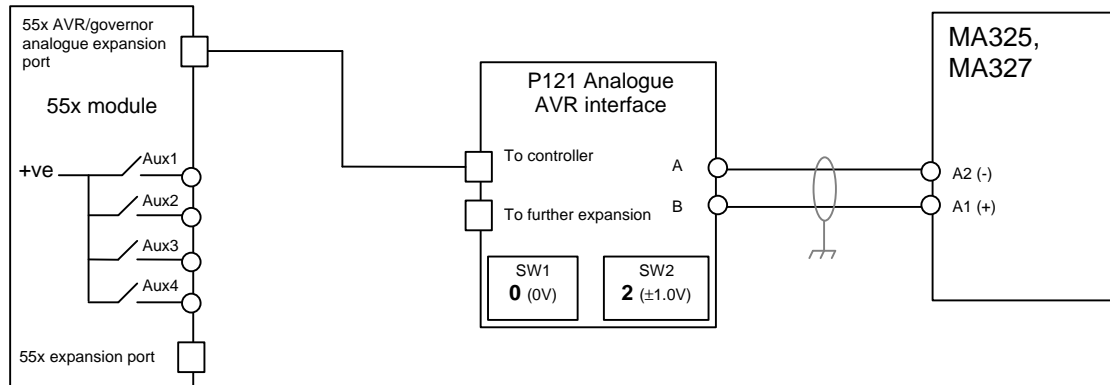 55x AVR/governor
analogue expansion
port
55x module
+ve
Aux1
Aux2
Aux3
Aux4
55x expansion port
P121 Analogue
AVR interface
To controller
A
To further expansion
B
SW1
0 (0V)
SW2
2 (±1.0V)
MA325,
MA327
A2 (-)
A1 (+)